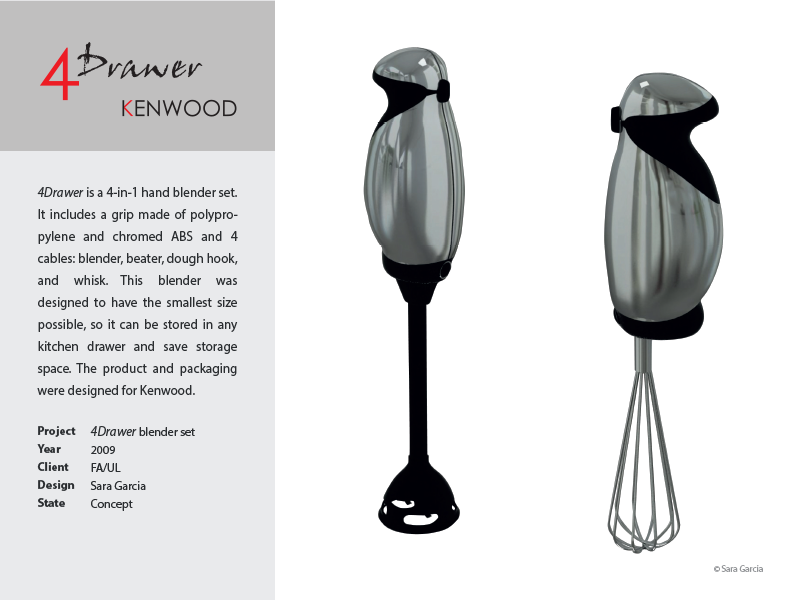 4Drawer
KENWOOD
4Drawer is a 4-in-1 hand blender set.
It includes a grip made of polypro-
pylene and chromed ABS and 4
cables: blender, beater, dough hook,
and whisk. This blender was
designed to have the smallest size
possible, so it can be stored in any
kitchen drawer and save storage
space. The product and packaging
were designed for Kenwood.
Project 4Drawer blender set
Year 2009
Client FA/UL
Design Sara Garcia
State Concept
© Sara Garcia